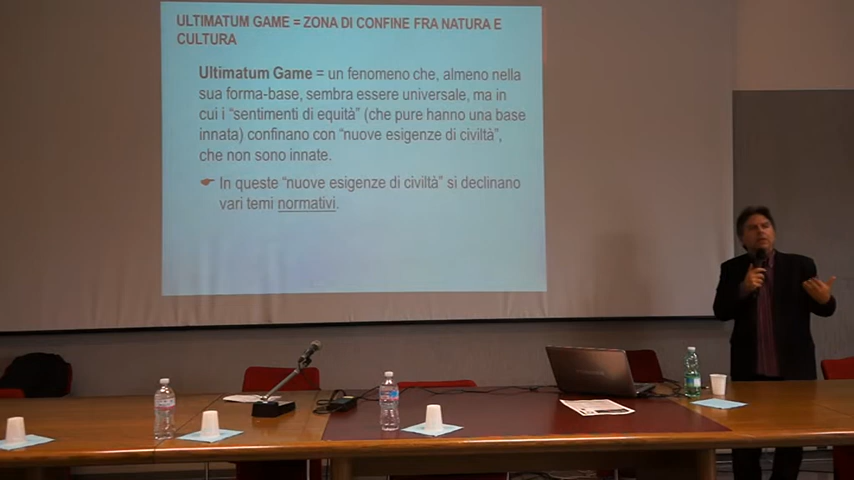 ULTIMATUM GAME = ZONA DI CONFINE FRA NATURA E
CULTURA
Ultimatum Game = un fenomeno che, almeno nella
sua forma-base, sembra essere universale, ma in
cui i “sentimenti di equità” (che pure hanno una base
innata) confinano con “nuove esigenze di civiltà”,
che non sono innate.
☛ In queste “nuove esigenze di civiltà” si declinano
vari temi normativi.